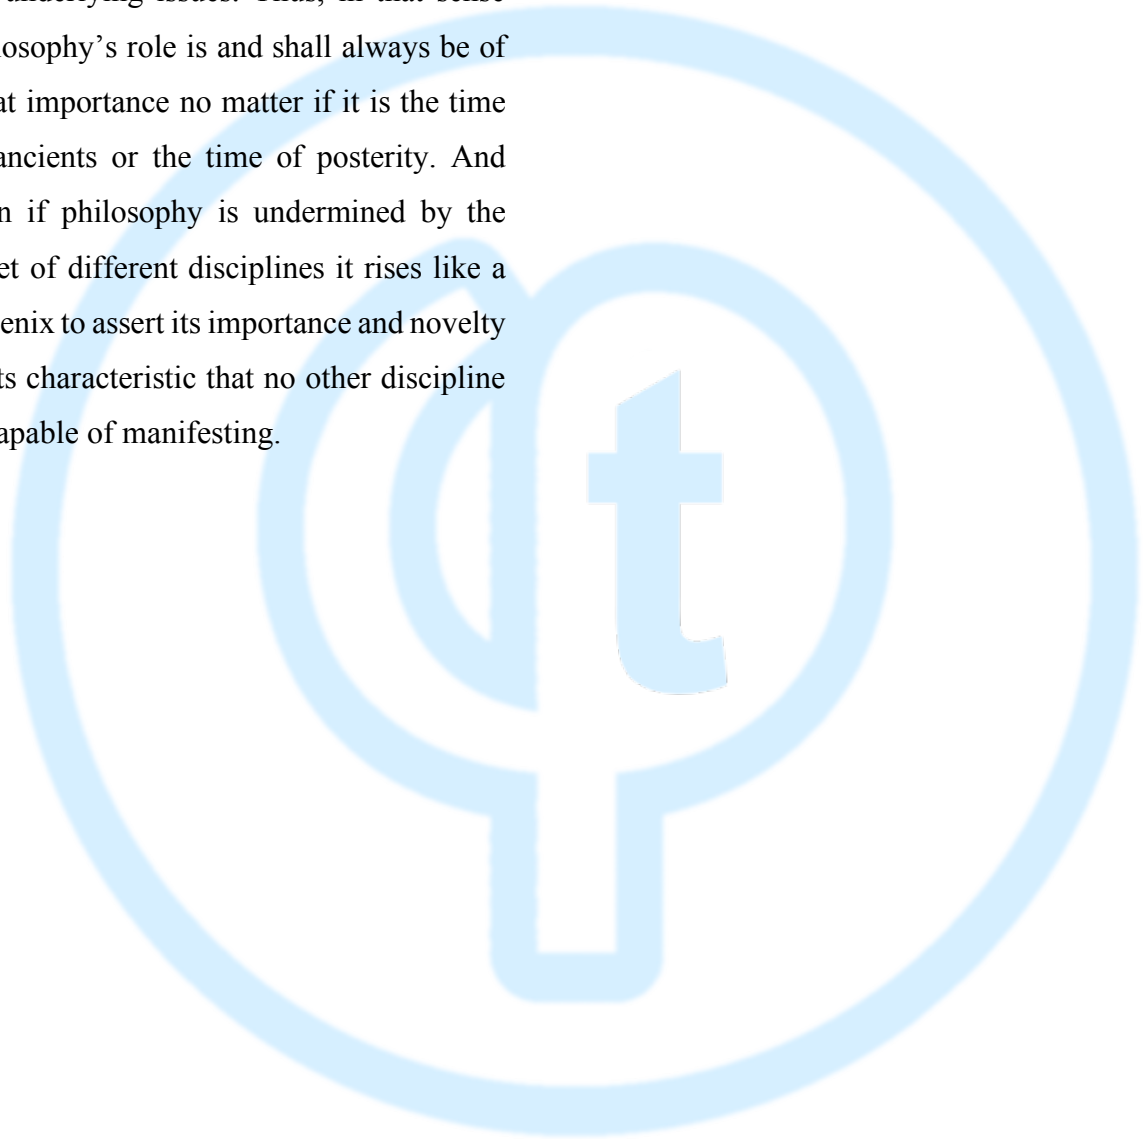 underlying issues. Thus, in that sense
losophy’s role is and shall always be of
at importance no matter if it is the time
ancients or the time of posterity. And
n if philosophy is undermined by the
et of different disciplines it rises like a
enix to assert its importance and novelty
ts characteristic that no other discipline
apable of manifesting.
t